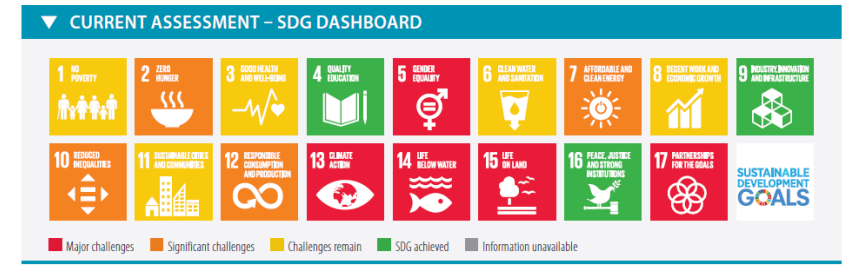 ▼ CURRENT ASSESSMENT – SDG DASHBOARD
1 NO
POVERTY
2 ZERO
HUNGER
3 GOOD HEALTH
AND WELL-BEING
4 QUALITY
EDUCATION
5 GENDER
EQUALITY
6 CLEAN WATER
AND SANITATION
7 AFFORDABLE AND
CLEAN ENERGY
8 DECENT WORK AND
ECONOMIC GROWTH
9 INDUSTRY, INNOVATION
AND INFRASTRUCTURE
10 REDUCED
INEQUALITIES
11 SUSTAINABLE CITIES
AND COMMUNITIES
12 RESPONSIBLE
CONSUMPTION
AND PRODUCTION
13 CLIMATE
ACTION
14 LIFE
BELOW WATER
15 LIFE
ON LAND
16 PEACE, JUSTICE
AND STRONG
INSTITUTIONS
17 PARTNERSHIPS
FOR THE GOALS
SUSTAINABLE
DEVELOPMENT
GOALS
Major challenges
Significant challenges
Challenges remain
SDG achieved
Information unavailable